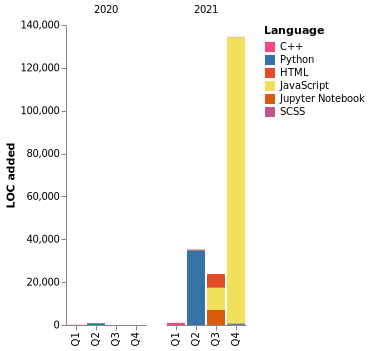 2020 2021
Language
C++
Python
HTML
JavaScript
Jupyter Notebook
SCSS
LOC added
140,000
120,000
100,000
80,000
60,000
40,000
20,000
0
Q1 Q2 Q3 Q4 Q1 Q2 Q3 Q4